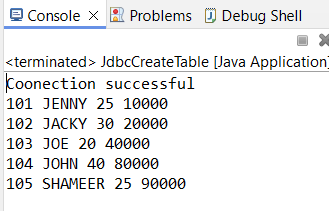 Console Problems Debug Shell
<terminated> JdbcCreateTable [Java Application]
Coonection successful
101 JENNY 25 10000
102 JACKY 30 20000
103 JOE 20 40000
104 JOHN 40 80000
105 SHAMEER 25 90000